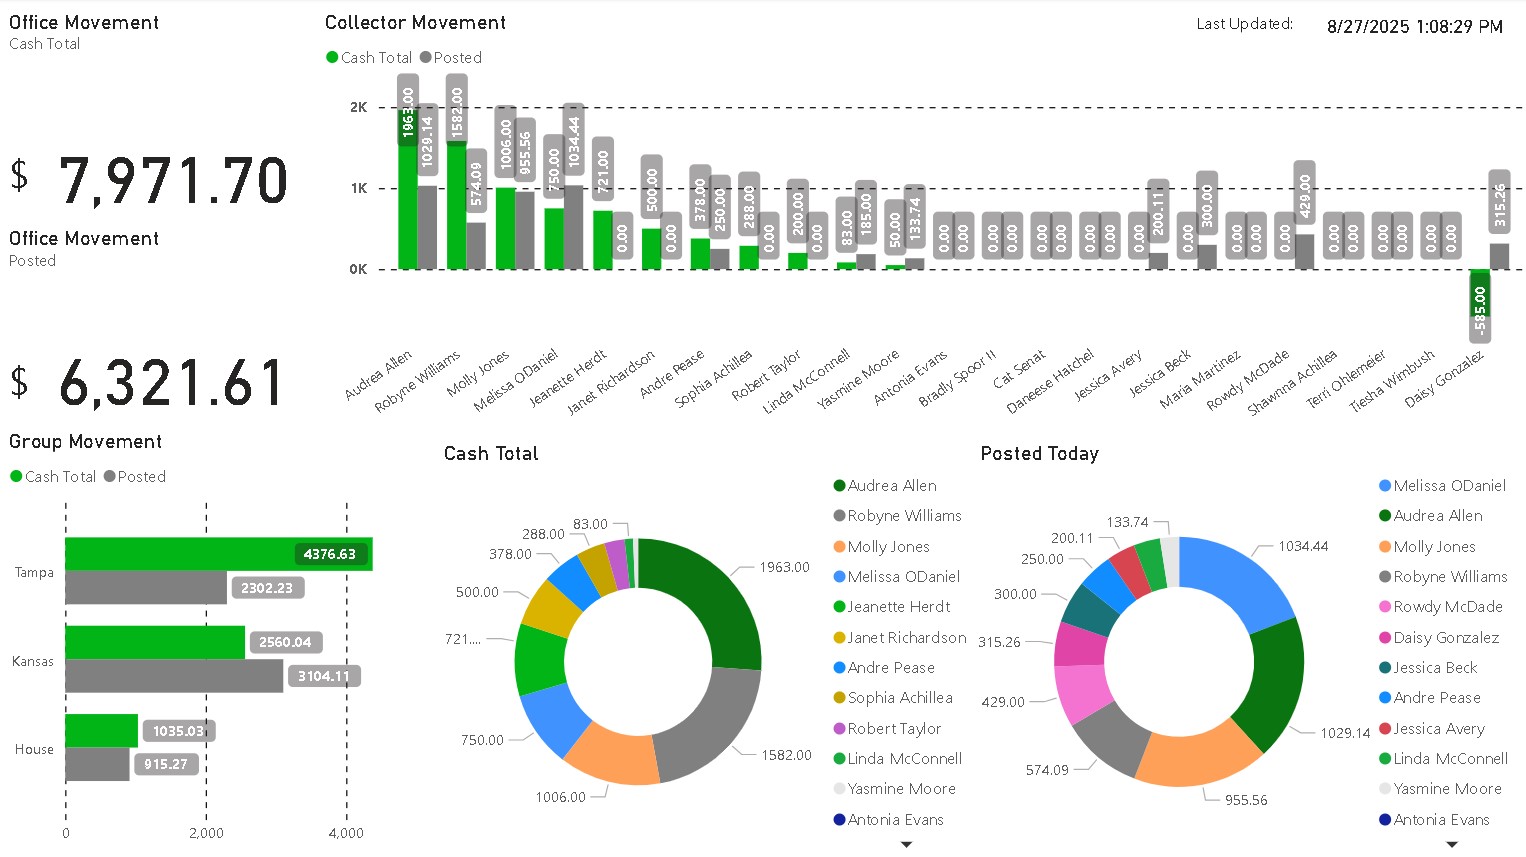 Office Movement
Cash Total
$ 7,971.70
Office Movement
Posted
$ 6,321.61
Collector Movement
Last Updated: 8/27/2025 1:08:29 PM
Cash Total Posted
2K
1K
0K
1963.00 1029.14 1582.00 574.09 1006.00 955.56 750.00 1034.44 721.00 0.00 500.00 0.00 378.00 250.00 288.00 0.00 200.00 0.00 83.00 185.00 50.00 133.74 0.00 0.00 0.00 0.00 0.00 0.00 0.00 0.00 0.00 200.11 0.00 300.00 0.00 0.00 0.00 429.00 0.00 0.00 0.00 0.00 0.00 0.00 -585.00 315.26
Audrea Allen
Robyne Williams
Molly Jones
Melissa ODaniel
Jeanette Herdt
Janet Richardson
Andre Pease
Sophia Achillea
Robert Taylor
Linda McConnell
Yasmine Moore
Antonia Evans
Bradly Spoor II
Cat Senat
Daneese Hatchel
Jessica Avery
Jessica Beck
Maria Martinez
Rowdy McDade
Shawnna Achillea
Terri Ohlemeier
Tiesha Wimbush
Daisy Gonzalez
Group Movement
Cash Total Posted
Tampa
4376.63
2302.23
Kansas
2560.04
3104.11
House
1035.03
915.27
0 2,000 4,000
Cash Total
83.00
288.00
378.00
500.00
721....
750.00
1006.00
1582.00
1963.00
Audrea Allen
Robyne Williams
Molly Jones
Melissa ODaniel
Jeanette Herdt
Janet Richardson
Andre Pease
Sophia Achillea
Robert Taylor
Linda McConnell
Yasmine Moore
Antonia Evans
Posted Today
133.74
200.11
250.00
300.00
315.26
429.00
574.09
955.56
1029.14
1034.44
Melissa ODaniel
Audrea Allen
Molly Jones
Robyne Williams
Rowdy McDade
Daisy Gonzalez
Jessica Beck
Andre Pease
Jessica Avery
Linda McConnell
Yasmine Moore
Antonia Evans